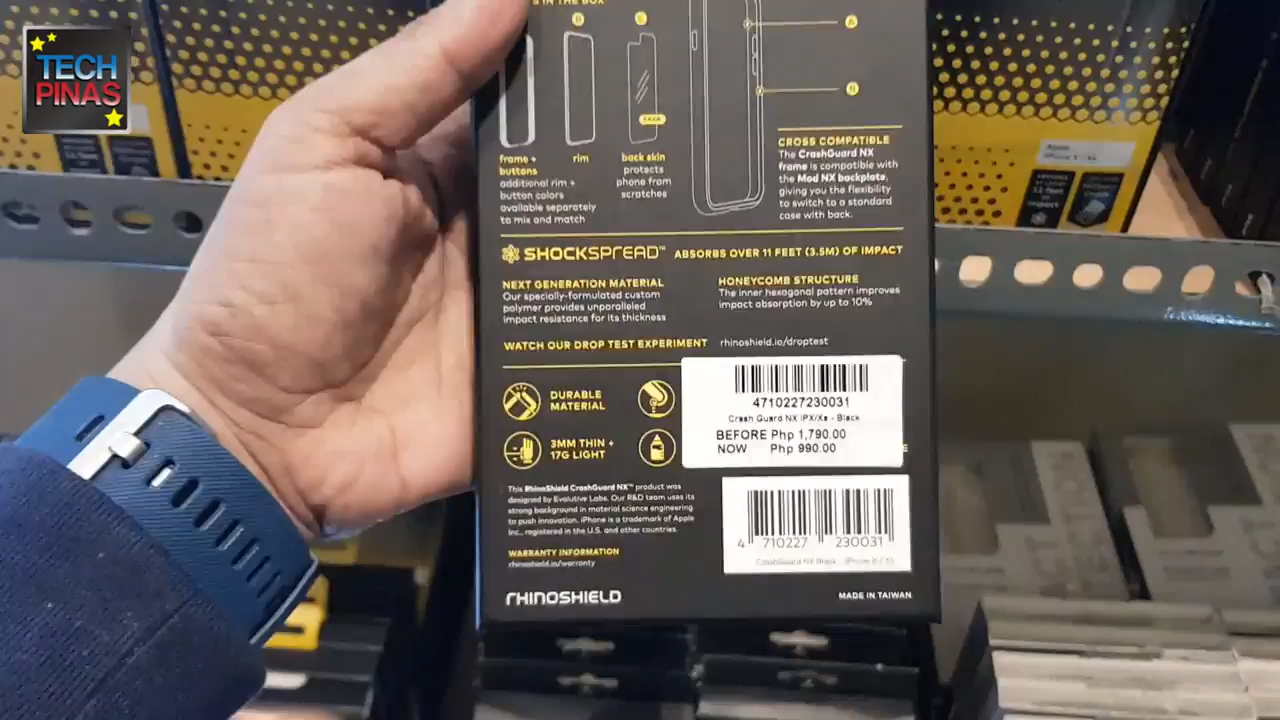 TECH
PINAS
S IN THE BOX
frame +
buttons
additional rim +
button colors
available separately
to mix and match
rim
back skin
protects
phone from
scratches
CROSS COMPATIBLE
The CrashGuard NX
frame is compatible with
the Mod NX backplate,
giving you the flexibility
to switch to a standard
case with back.
SHOCKSPREAD™ ABSORBS OVER 11 FEET (3.5M) OF IMPACT
NEXT GENERATION MATERIAL
Our specially-formulated custom
polymer provides unparalleled
impact resistance for its thickness
HONEYCOMB STRUCTURE
The inner hexagonal pattern improves
impact absorption by up to 10%
WATCH OUR DROP TEST EXPERIMENT rhinoshield.io/droptest
DURABLE
MATERIAL
3MM THIN +
17G LIGHT
4710227230031
Crash Guard NX iPX/Xs - Black
BEFORE Php 1,790.00
NOW Php 990.00
This RhinoShield CrashGuard NX™ product was
designed by Evolutive Labs. Our R&D team uses its
strong background in material science engineering
to push innovation. iPhone is a trademark of Apple
Inc., registered in the U.S. and other countries.
WARRANTY INFORMATION
rhinoshield.io/warranty
4 710227 230031
CrashGuard NX Black
RHINOSHIELD
MADE IN TAIWAN